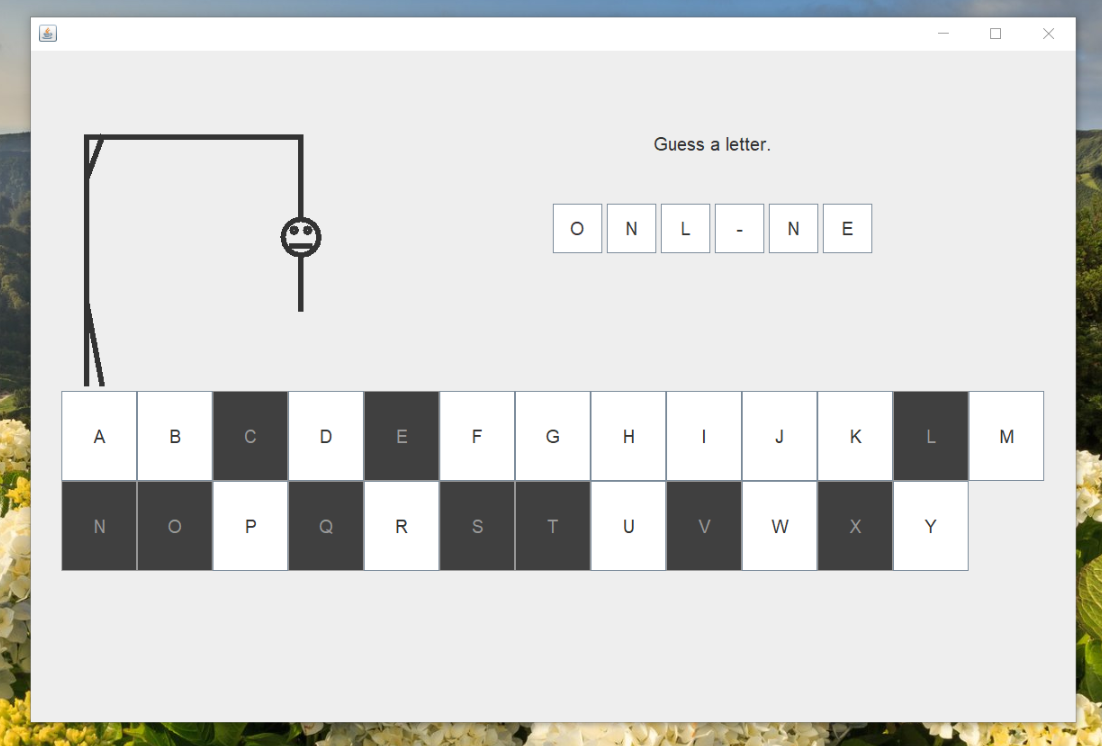 Guess a letter.
O N L - N E
A B C D E F G H I J K L M
N O P Q R S T U V W X Y